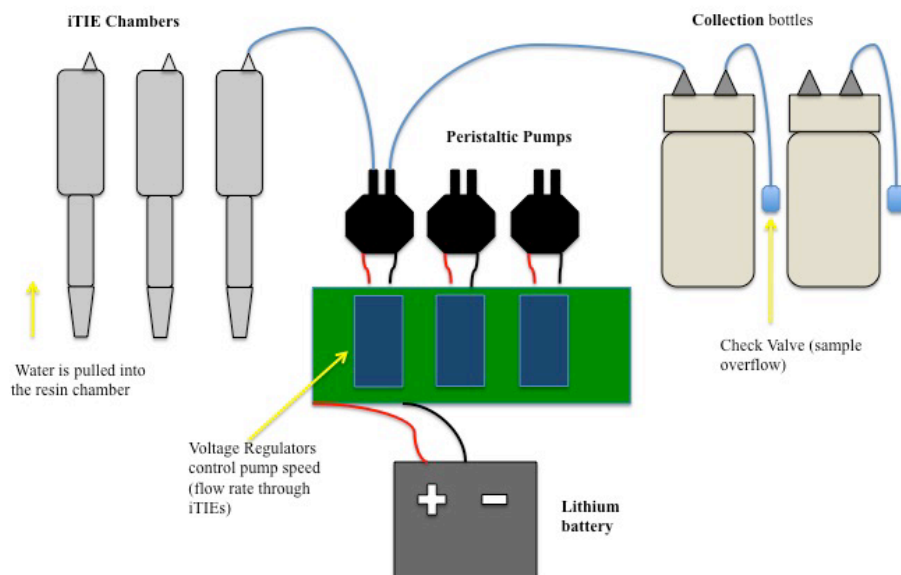 iTIE Chambers
Collection bottles
Peristaltic Pumps
Water is pulled into
the resin chamber
Check Valve (sample
overflow)
Voltage Regulators
control pump speed
(flow rate through
iTIEs)
Lithium
battery